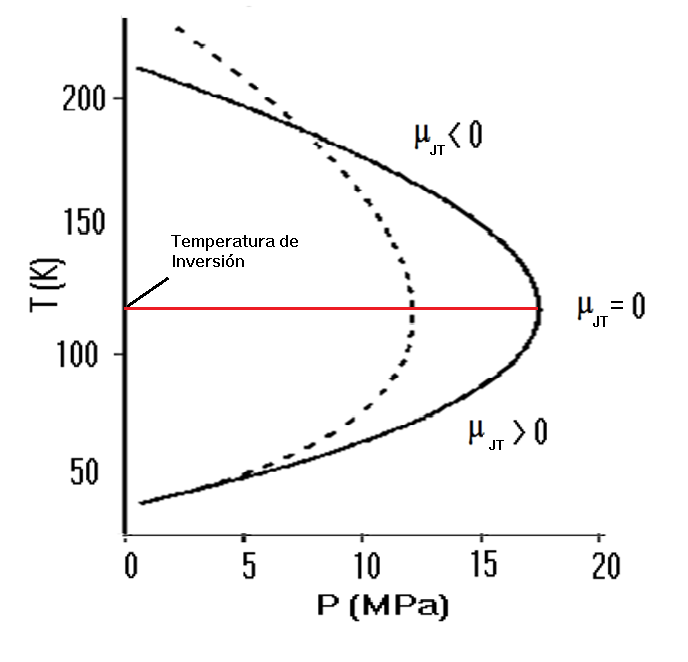 200
μJT< 0
150
Temperatura de
Inversión
T (K)
μJT= 0
100
μJT > 0
50
0 5 10 15 20
P (MPa)